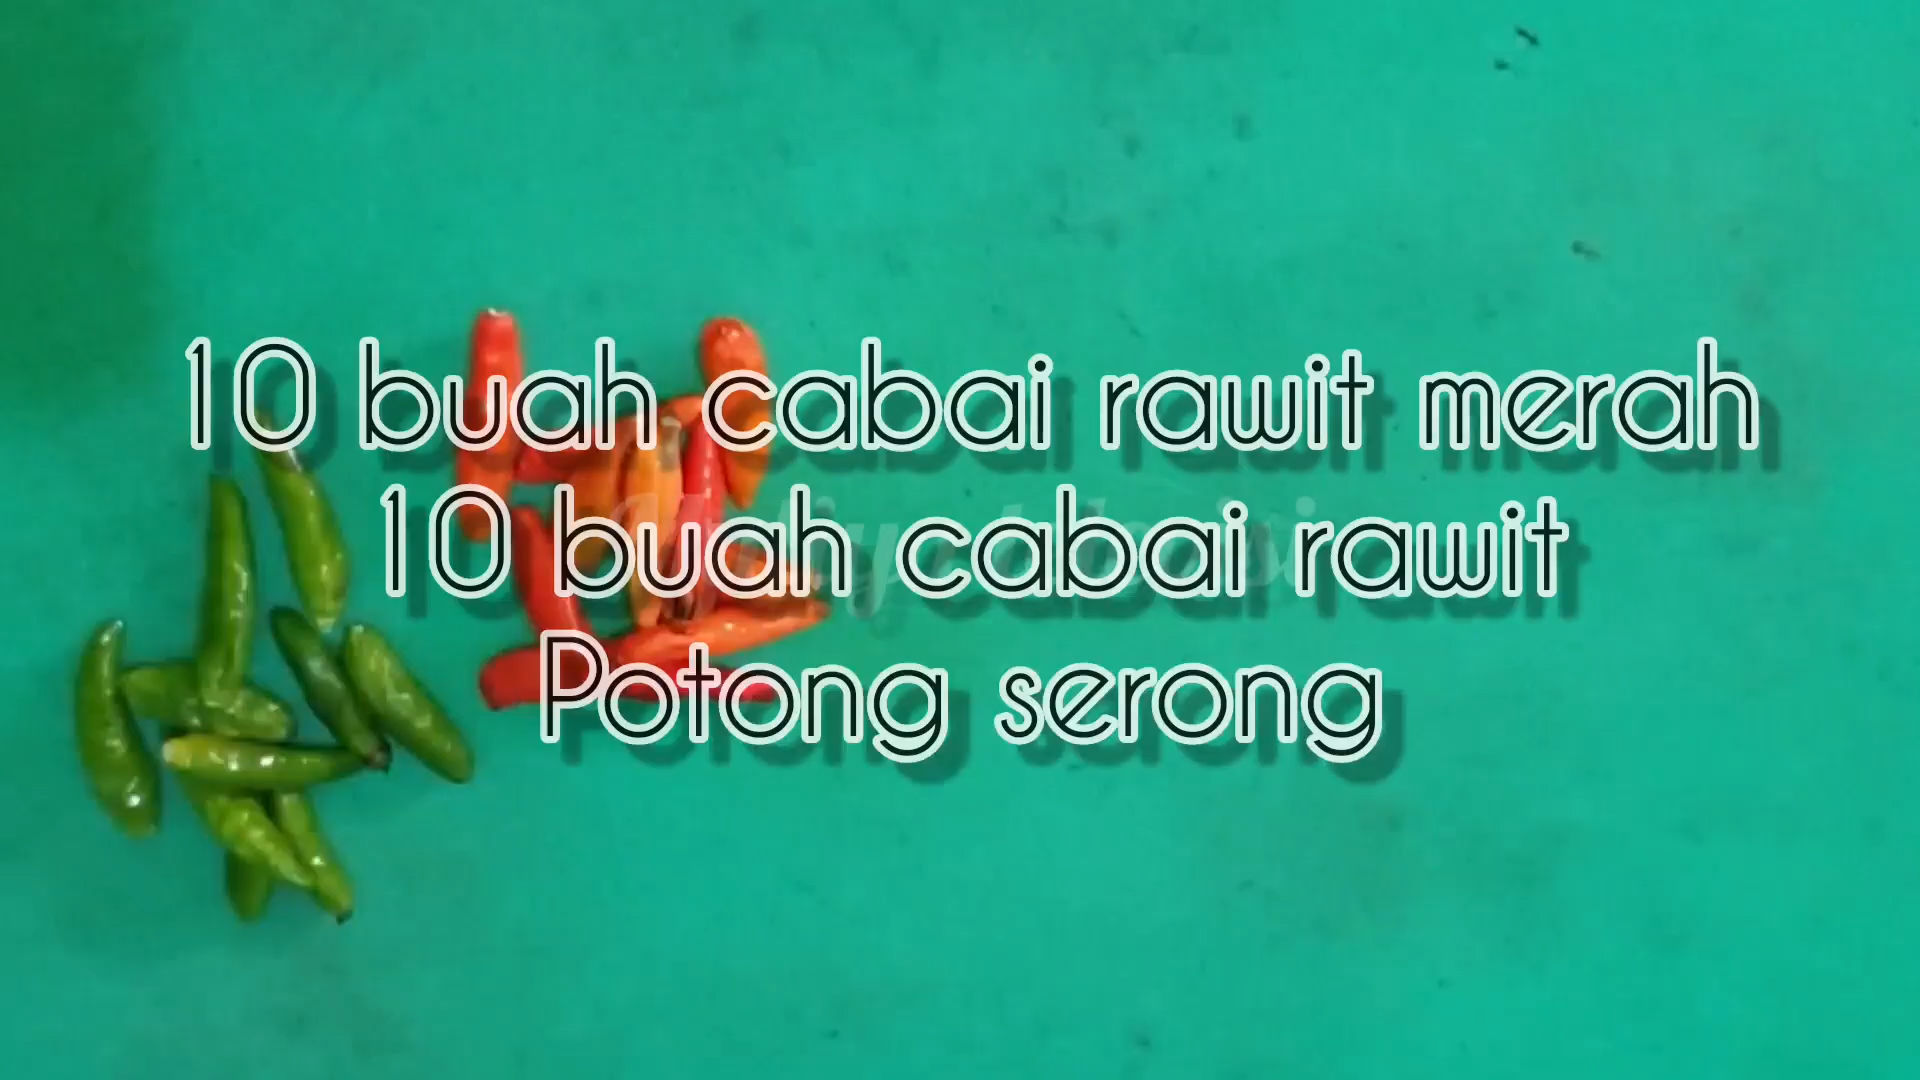 10 buah cabai rawit merah
10 buah cabai rawit
Potong serong